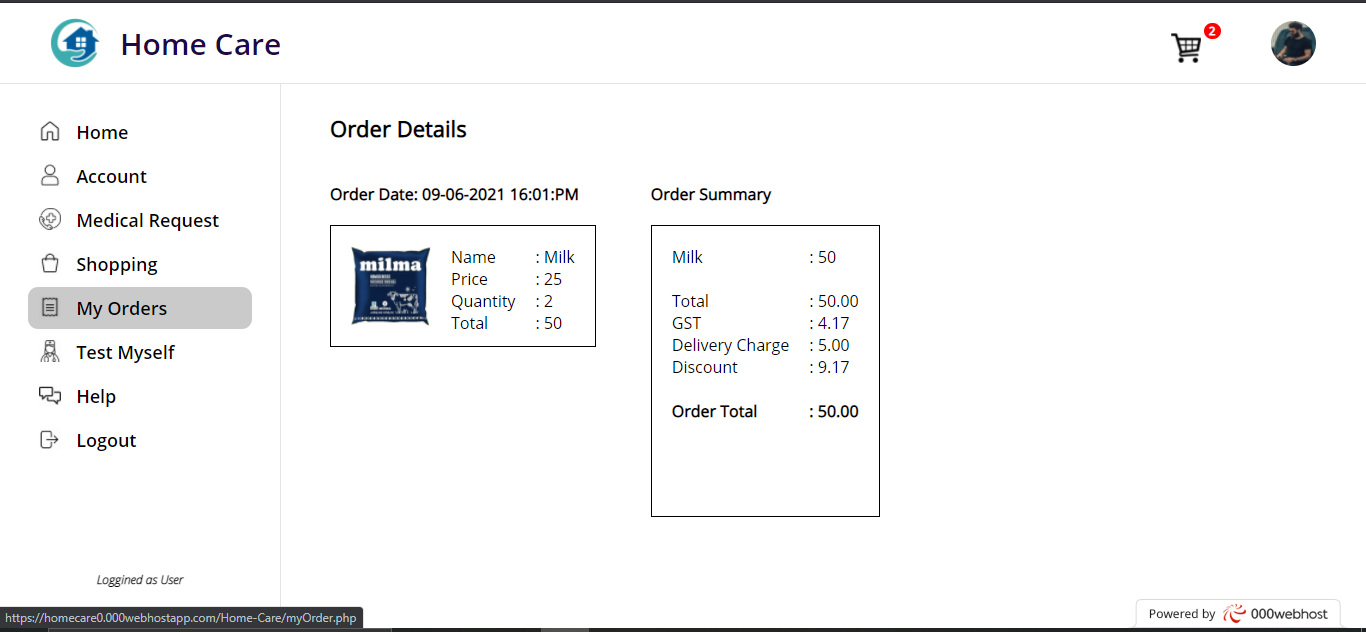 Home Care
2
Home
Account
Medical Request
Shopping
My Orders
Test Myself
Help
Logout
Loggined as User
Order Details
Order Date: 09-06-2021 16:01:PM
milma
Name : Milk
Price : 25
Quantity : 2
Total : 50
Order Summary
Milk : 50
Total : 50.00
GST : 4.17
Delivery Charge : 5.00
Discount : 9.17
Order Total : 50.00
https://homecare0.000webhostapp.com/Home-Care/myOrder.php
Powered by 000webhost